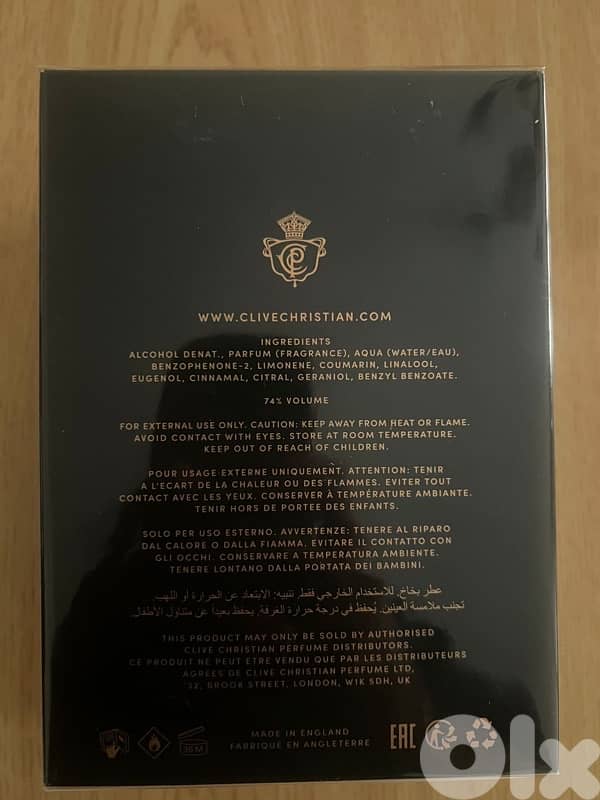 WWW.CLIVECHRISTIAN.COM
INGREDIENTS
ALCOHOL DENAT., PARFUM (FRAGRANCE), AQUA (WATER/EAU),
BENZOPHENONE-2, LIMONENE, COUMARIN, LINALOOL,
EUGENOL, CINNAMAL, CITRAL, GERANIOL, BENZYL BENZOATE.
74% VOLUME
FOR EXTERNAL USE ONLY. CAUTION: KEEP AWAY FROM HEAT OR FLAME.
AVOID CONTACT WITH EYES. STORE AT ROOM TEMPERATURE.
KEEP OUT OF REACH OF CHILDREN.
POUR USAGE EXTERNE UNIQUEMENT. ATTENTION: TENIR
A L'ECART DE LA CHALEUR OU DES FLAMMES. EVITER TOUT
CONTACT AVEC LES YEUX. CONSERVER À TEMPÉRATURE AMBIANTE.
TENIR HORS DE PORTEE DES ENFANTS.
SOLO PER USO ESTERNO. AVVERTENZE: TENERE AL RIPARO
DAL CALORE O DALLA FIAMMA. EVITARE IL CONTATTO CON
GLI OCCHI. CONSERVARE A TEMPERATURA AMBIENTE.
TENERE LONTANO DALLA PORTATA DEI BAMBINI.
عطر بخاخ. للاستخدام الخارجي فقط. تنبيه: الابتعاد عن الحرارة أو اللهب.
تجنب ملامسة العينين. يُحفظ في درجة حرارة الغرفة. يحفظ بعيداً عن متناول الأطفال.
THIS PRODUCT MAY ONLY BE SOLD BY AUTHORISED
CLIVE CHRISTIAN PERFUME DISTRIBUTORS.
CE PRODUIT NE PEUT ETRE VENDU QUE PAR LES DISTRIBUTEURS
AGREES DE CLIVE CHRISTIAN PERFUME LTD.
12, BROOK STREET, LONDON, W1K 5DH, UK
36 M
MADE IN ENGLAND
FABRIQUE EN ANGLETERRE
EAC
olx